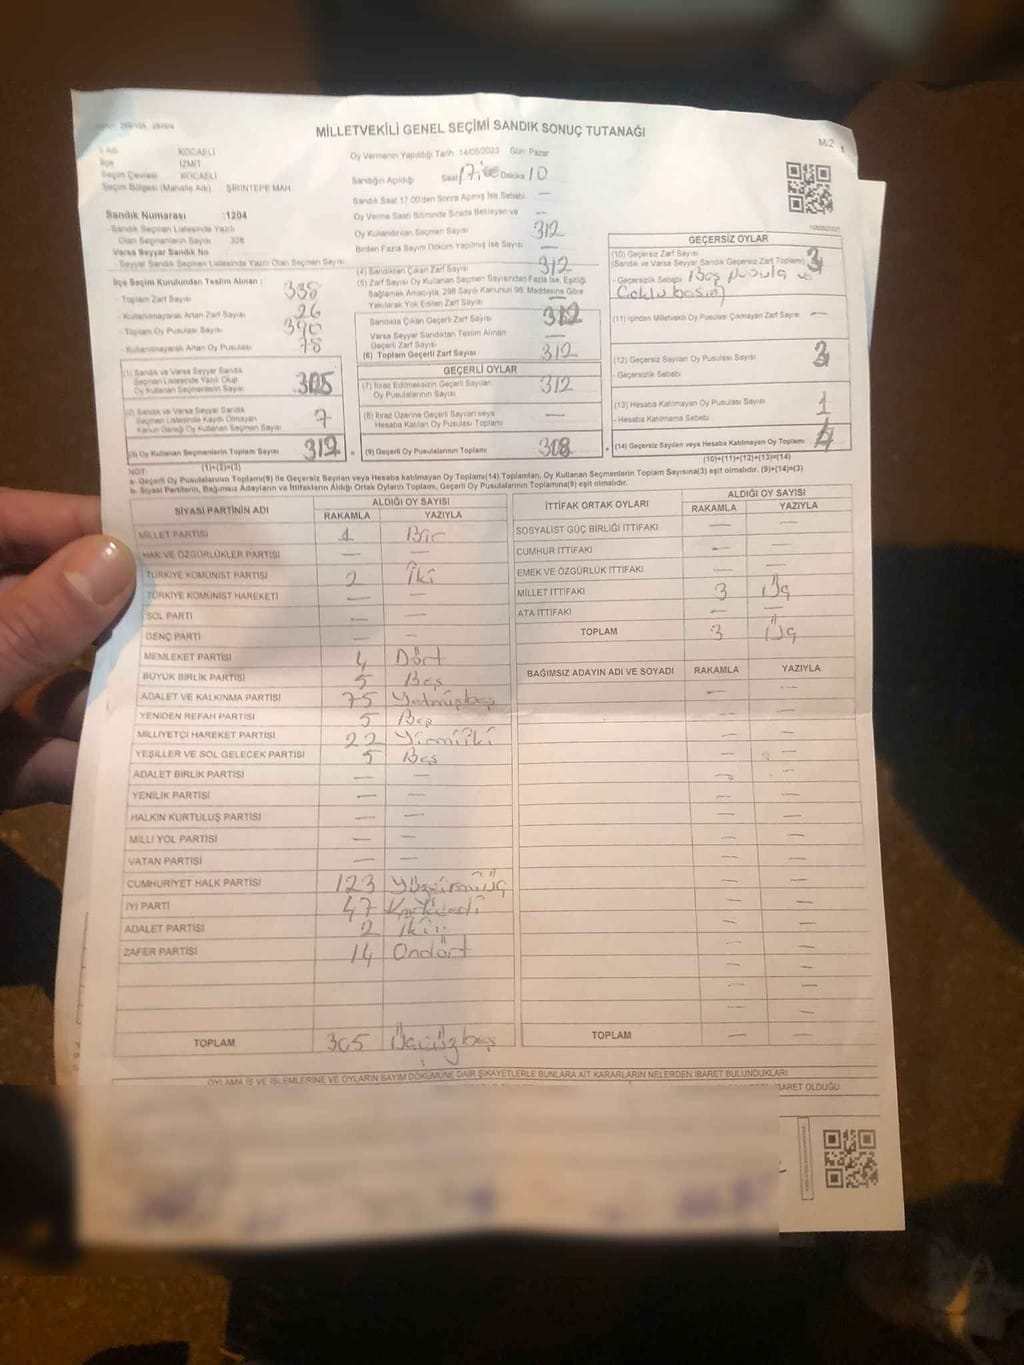 MİLLETVEKİLİ GENEL SEÇİMİ SANDIK SONUÇ TUTANAĞI
KOCAELİ
İlçe İZMİT
Seçim Çevresi KOCAELİ
Seçim Bölgesi (Mahalle Adı) ŞİRİNTEPE MAH.
Sandık Numarası :1204
Sandık Seçmen Listesinde Yazılı
Olan Seçmenlerin Sayısı 328
Varsa Seyyar Sandık No
Seyyar Sandık Seçmen Listesinde Yazılı Olan Seçmen Sayısı
İlçe Seçim Kurulundan Teslim Alınan :
- Toplam Zarf Sayısı 338
- Kullanılmayarak Artan Zarf Sayısı 26
- Toplam Oy Pusulası Sayısı 390
- Kullanılmayarak Artan Oy Pusulası 78
(1) Sandık ve Varsa Seyyar Sandık
Seçmen Listesinde Yazılı Olup
Oy Kullanan Seçmenlerin Sayısı 305
(2) Sandık ve Varsa Seyyar Sandık
Seçmen Listesinde Kayıtlı Olmayan
Kanun Gereği Oy Kullanan Seçmen Sayısı 7
(3) Oy Kullanan Seçmenlerin Toplam Sayısı 312
(1)+(2)=(3)
Oy Vermenin Yapıldığı Tarih 14/05/2023 Gün: Pazar
Sandığın Açıldığı Saat 17 Dakika 10
Sandık Saat 17:00'den Sonra Açılmış İse Sebebi —
Oy Verme Saati Bitiminde Sırada Bekleyen ve —
Oy Kullandırılan Seçmen Sayısı 312
Birden Fazla Sayım Döküm Yapılmış İse Sayısı —
(4) Sandıktan Çıkan Zarf Sayısı 312
(5) Zarf Sayısı Oy Kullanan Seçmen Sayısından Fazla İse, Eşitliği
Sağlamak Amacıyla, 298 Sayılı Kanunun 98. Maddesine Göre
Yakılarak Yok Edilen Zarf Sayısı —
Sandıkta Çıkan Geçerli Zarf Sayısı 312
Varsa Seyyar Sandıktan Teslim Alınan
Geçerli Zarf Sayısı —
(6) Toplam Geçerli Zarf Sayısı 312
GEÇERLİ OYLAR
(7) İtiraz Edilmeksizin Geçerli Sayılan
Oy Pusulalarının Sayısı 312
(8) İtiraz Üzerine Geçerli Sayılan veya
Hesaba Katılan Oy Pusulası Toplamı —
(9) Geçerli Oy Pusulalarının Toplamı 308
GEÇERSİZ OYLAR
(10) Geçersiz Zarf Sayısı
(Sandık ve Varsa Seyyar Sandık Geçersiz Zarf Toplamı) 3
- Geçersizlik Sebebi Boş Pusula ve
(11) İçinden Milletvekili Oy Pusulası Çıkmayan Zarf Sayısı —
(12) Geçersiz Sayılan Oy Pusulası Sayısı 3
- Geçersizlik Sebebi
(13) Hesaba Katılmayan Oy Pusulası Sayısı 1
- Hesaba Katılmama Sebebi
(14) Geçersiz Sayılan veya Hesaba Katılmayan Oy Toplamı 4
(10)+(11)+(12)+(13)=(14)
NOT:
a- Geçerli Oy Pusulalarının Toplamı(9) ile Geçersiz Sayılan veya Hesaba katılmayan Oy Toplamı(14) Toplamları, Oy Kullanan Seçmenlerin Toplam Sayısına(3) eşit olmalıdır. (9)+(14)=(3)
b- Siyasi Partilerin, Bağımsız Adayların ve İttifakların Aldığı Ortak Oyların Toplamı, Geçerli Oy Pusulalarının Toplamına(9) eşit olmalıdır.
SİYASİ PARTİNİN ADI ALDIĞI OY SAYISI
RAKAMLA YAZIYLA
MİLLET PARTİSİ 1 Bir
HAK VE ÖZGÜRLÜKLER PARTİSİ — —
TÜRKİYE KOMÜNİST PARTİSİ 2 İki
TÜRKİYE KOMÜNİST HAREKETİ — —
SOL PARTİ — —
GENÇ PARTİ — —
MEMLEKET PARTİSİ 4 Dört
BÜYÜK BİRLİK PARTİSİ 5 Beş
ADALET VE KALKINMA PARTİSİ 75 Yetmişbeş
YENİDEN REFAH PARTİSİ 5 Beş
MİLLİYETÇİ HAREKET PARTİSİ 22 Yirmiiki
YEŞİLLER VE SOL GELECEK PARTİSİ 5 Beş
ADALET BİRLİK PARTİSİ — —
YENİLİK PARTİSİ — —
HALKIN KURTULUŞ PARTİSİ — —
MİLLİ YOL PARTİSİ — —
VATAN PARTİSİ — —
CUMHURİYET HALK PARTİSİ 123 Yüzyirmiüç
İYİ PARTİ 47 Kırkyedi
ADALET PARTİSİ 2 İki
ZAFER PARTİSİ 14 Ondört
TOPLAM 305 Üçyüzbeş
İTTİFAK ORTAK OYLARI ALDIĞI OY SAYISI
RAKAMLA YAZIYLA
SOSYALİST GÜÇ BİRLİĞİ İTTİFAKI — —
CUMHUR İTTİFAKI — —
EMEK VE ÖZGÜRLÜK İTTİFAKI — —
MİLLET İTTİFAKI 3 Üç
ATA İTTİFAKI — —
TOPLAM 3 Üç
BAĞIMSIZ ADAYIN ADI VE SOYADI RAKAMLA YAZIYLA
TOPLAM — —
OYLAMA İŞ VE İŞLEMLERİNE VE OYLARIN SAYIM DÖKÜMÜNE DAİR ŞİKAYETLERLE BUNLARA AİT KARARLARIN NELERDEN İBARET BULUNDUKLARI
İBARET OLDUĞU